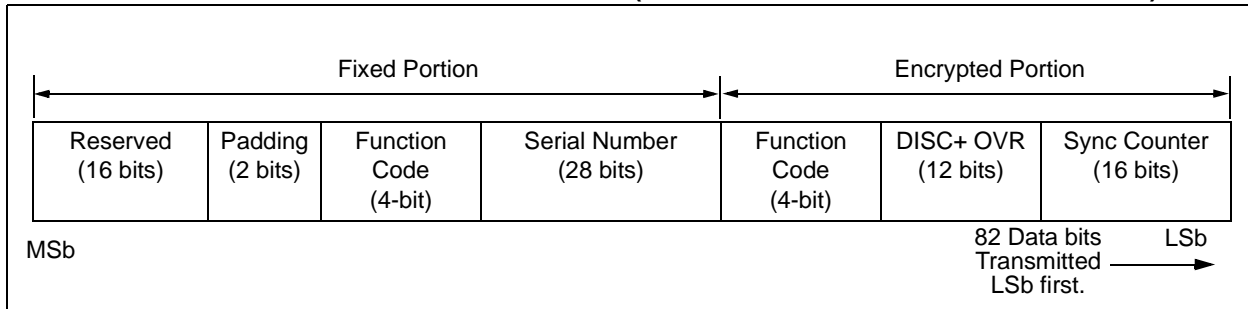 Fixed Portion
Encrypted Portion
Reserved
(16 bits)
Padding
(2 bits)
Function
Code
(4-bit)
Serial Number
(28 bits)
Function
Code
(4-bit)
DISC+ OVR
(12 bits)
Sync Counter
(16 bits)
MSb
82 Data bits
Transmitted
LSb first.
LSb